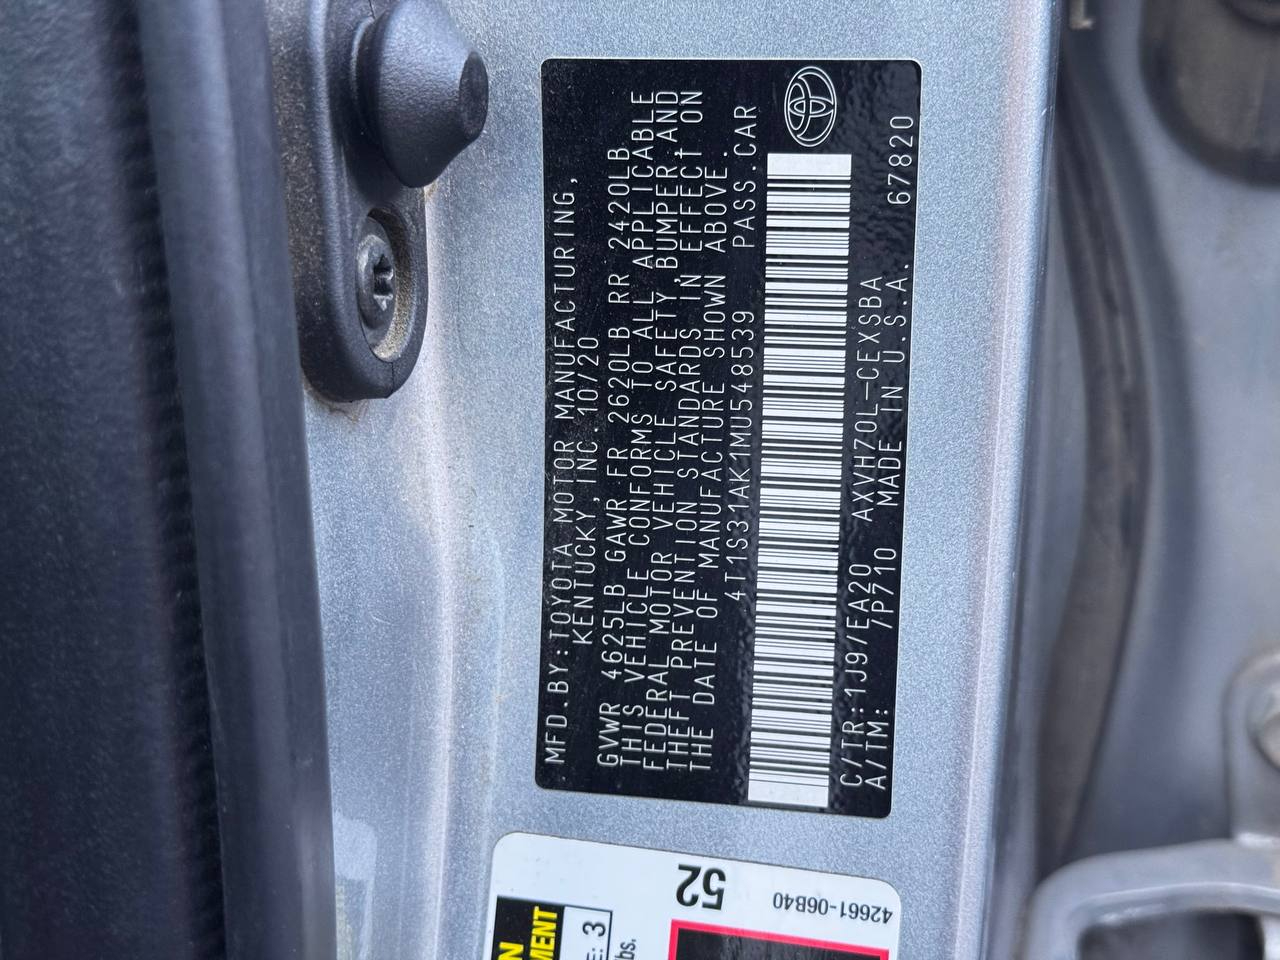 MFD.BY:TOYOTA MOTOR MANUFACTURING,
KENTUCKY,INC.10/20
GVWR 4625LB GAWR FR 2620LB RR 2420LB
THIS VEHICLE CONFORMS TO ALL APPLICABLE
FEDERAL MOTOR VEHICLE SAFETY,BUMPER,AND
THEFT PREVENTION STANDARDS IN EFFECT ON
THE DATE OF MANUFACTURE SHOWN ABOVE.
4T1S31AK1MU548539 PASS.CAR
C/TR:1J9/EA20 AXVH70L-CEXSBA
A/TM: /P710 MADE IN U.S.A. 67820
52
42661-06B40
3